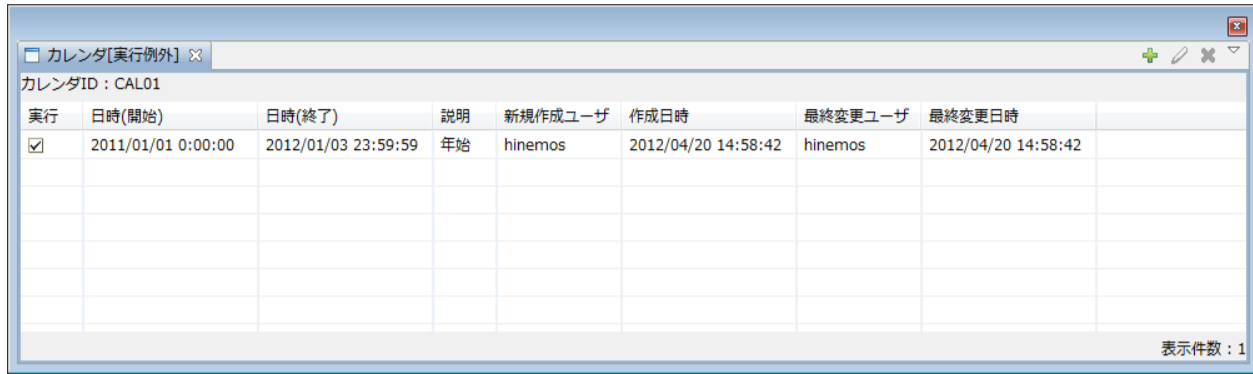 カレンダ[実行例外]
カレンダID：CAL01
実行 日時(開始) 日時(終了) 説明 新規作成ユーザ 作成日時 最終変更ユーザ 最終変更日時
2011/01/01 0:00:00 2012/01/03 23:59:59 年始 hinemos 2012/04/20 14:58:42 hinemos 2012/04/20 14:58:42
表示件数：1